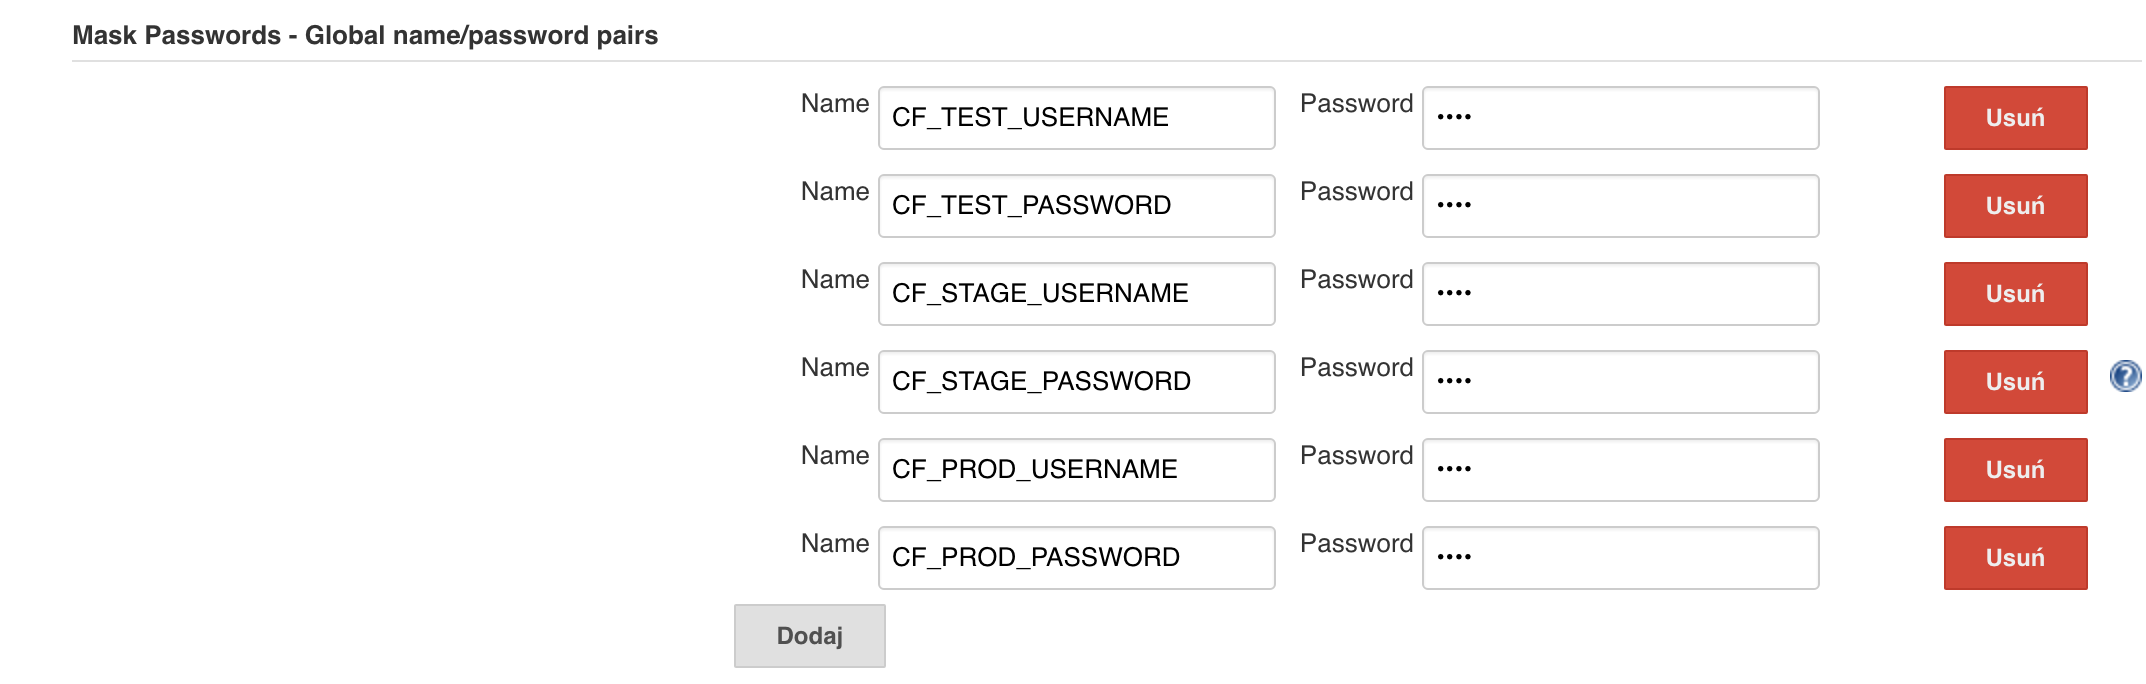 Mask Passwords - Global name/password pairs
Name CF_TEST_USERNAME Password •••• Usuń
Name CF_TEST_PASSWORD Password •••• Usuń
Name CF_STAGE_USERNAME Password •••• Usuń
Name CF_STAGE_PASSWORD Password •••• Usuń ?
Name CF_PROD_USERNAME Password •••• Usuń
Name CF_PROD_PASSWORD Password •••• Usuń
Dodaj